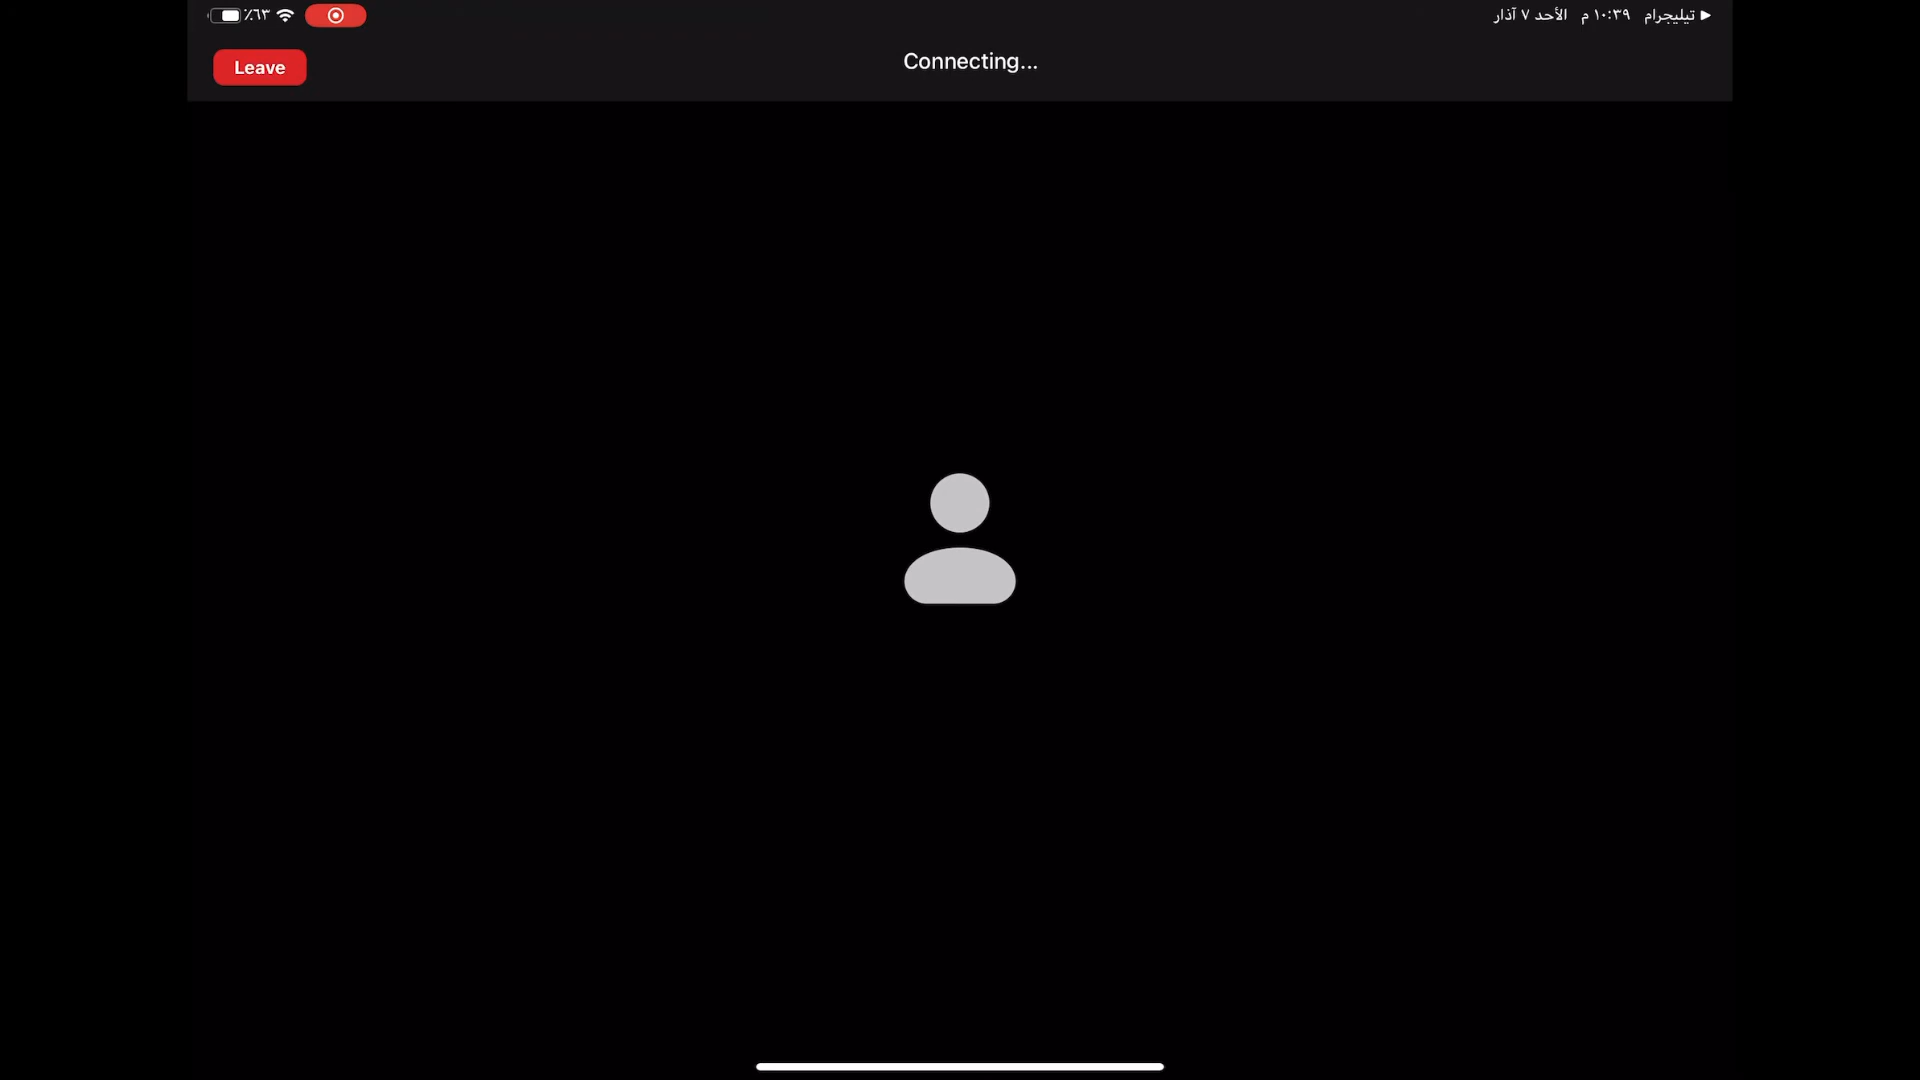 ◀ تيليجرام ١٠:٣٩ م الأحد ٧ آذار
٪٦٣
Leave
Connecting...